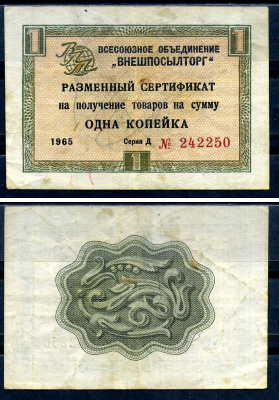 1 1
ВСЕСОЮЗНОЕ ОБЪЕДИНЕНИЕ
„ВНЕШПОСЫЛТОРГ"
РАЗМЕННЫЙ СЕРТИФИКАТ
на получение товаров на сумму
ОДНА КОПЕЙКА
1965 Серия Д № 242250
1